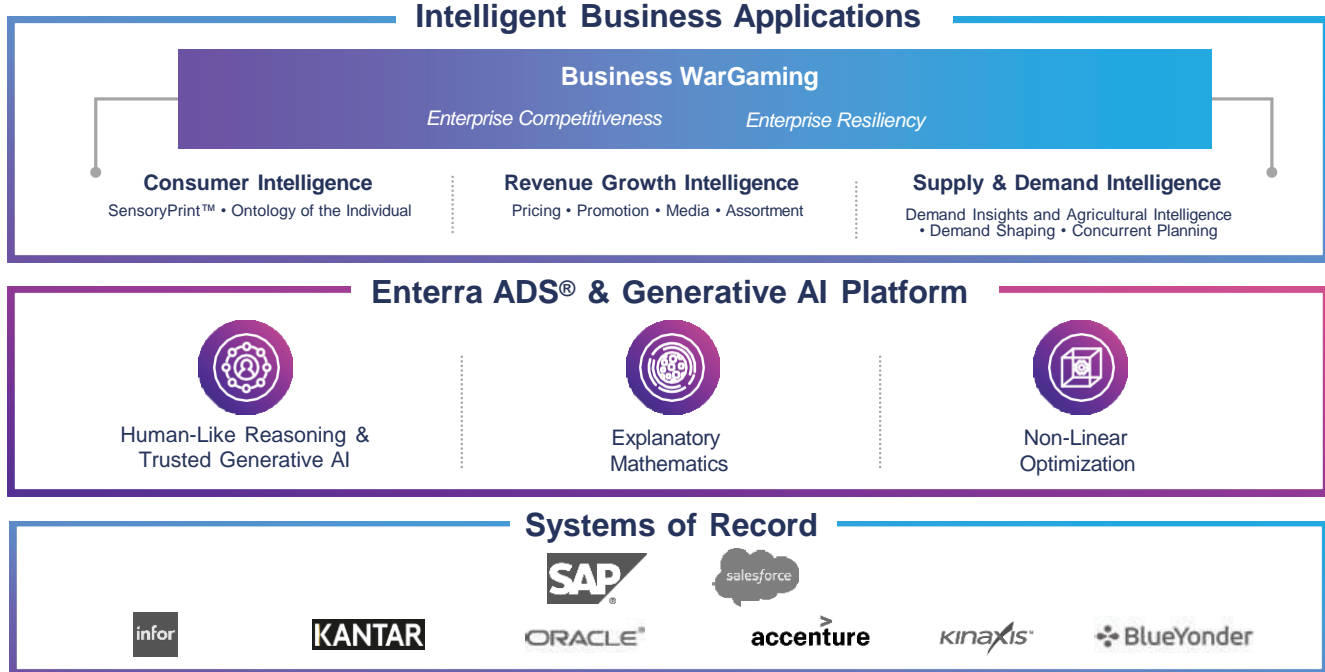 Intelligent Business Applications
Business WarGaming
Enterprise Competitiveness
Enterprise Resiliency
Consumer Intelligence
SensoryPrint™ • Ontology of the Individual
Revenue Growth Intelligence
Pricing • Promotion • Media • Assortment
Supply & Demand Intelligence
Demand Insights and Agricultural Intelligence
• Demand Shaping • Concurrent Planning
Enterra ADS® & Generative AI Platform
Human-Like Reasoning &
Trusted Generative AI
Explanatory
Mathematics
Non-Linear
Optimization
Systems of Record
SAP®
salesforce
infor
KANTAR
ORACLE®
accenture
kinaxis
BlueYonder